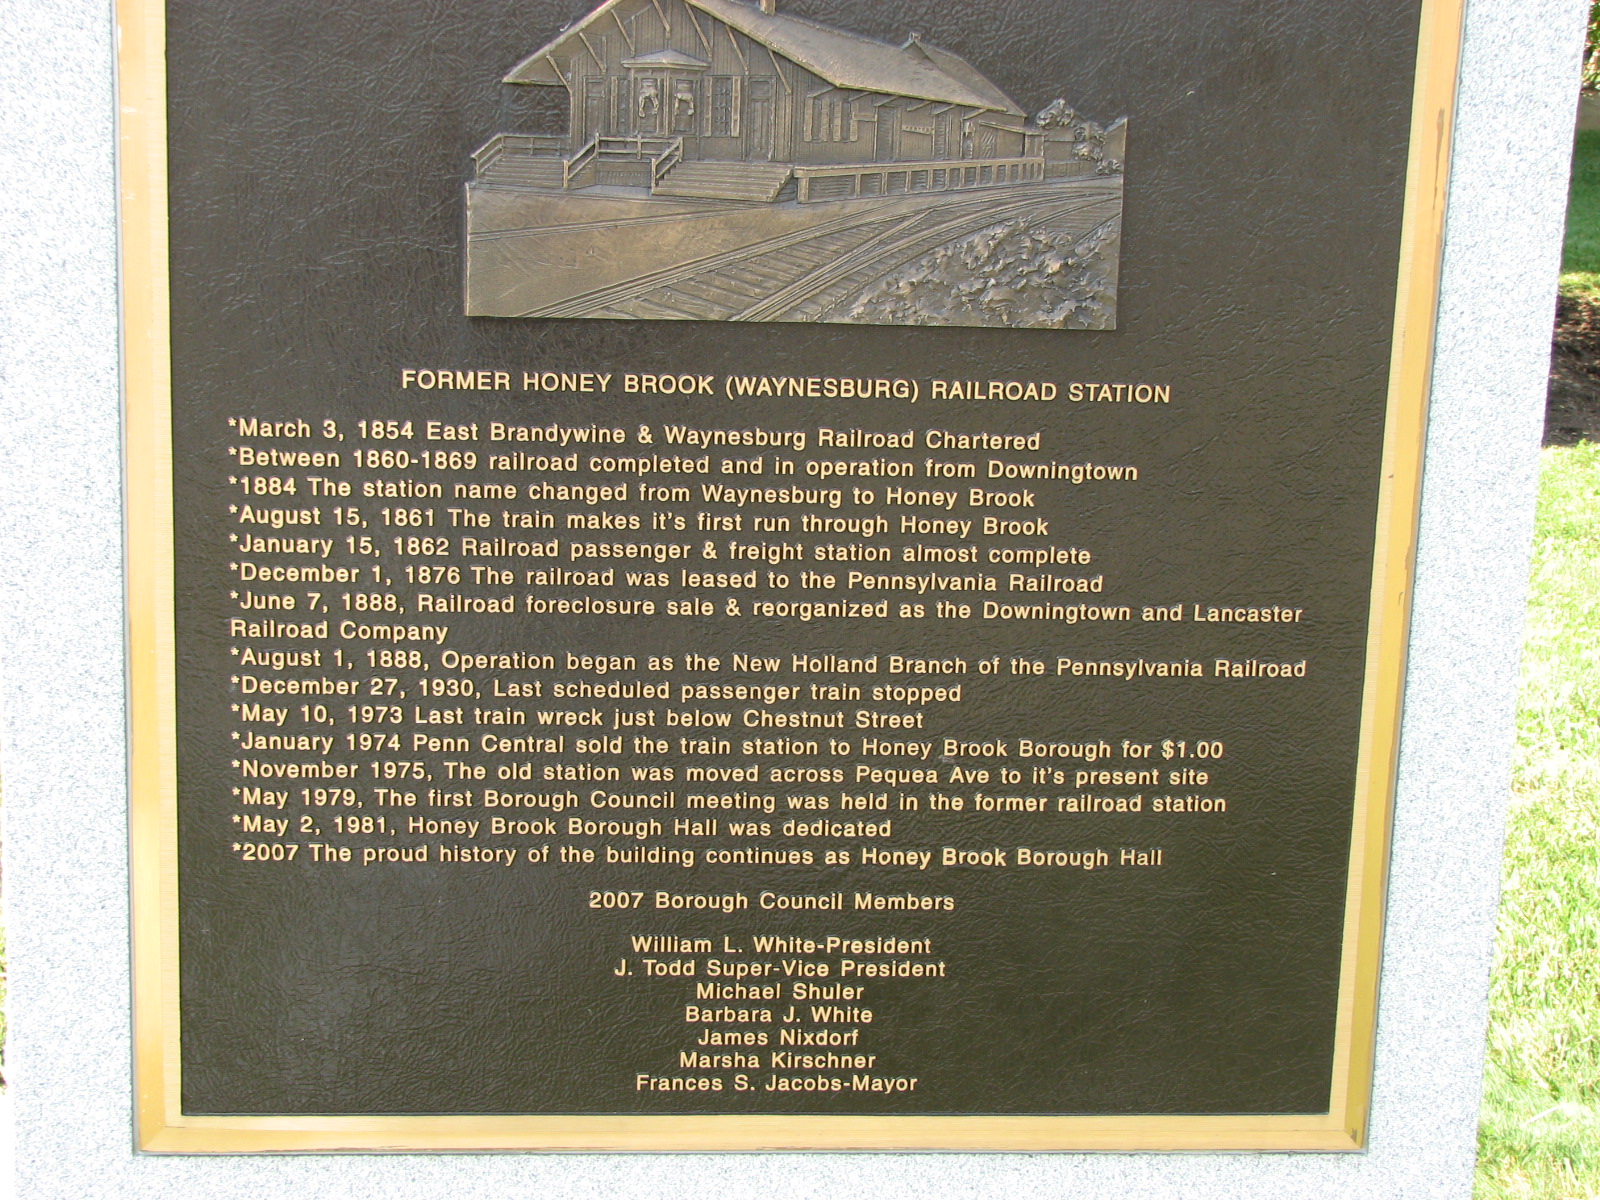 FORMER HONEY BROOK (WAYNESBURG) RAILROAD STATION
*March 3, 1854 East Brandywine & Waynesburg Railroad Chartered
*Between 1860-1869 railroad completed and in operation from Downingtown
*1884 The station name changed from Waynesburg to Honey Brook
*August 15, 1861 The train makes it's first run through Honey Brook
*January 15, 1862 Railroad passenger & freight station almost complete
*December 1, 1876 The railroad was leased to the Pennsylvania Railroad
*June 7, 1888, Railroad foreclosure sale & reorganized as the Downingtown and Lancaster
Railroad Company
*August 1, 1888, Operation began as the New Holland Branch of the Pennsylvania Railroad
*December 27, 1930, Last scheduled passenger train stopped
*May 10, 1973 Last train wreck just below Chestnut Street
*January 1974 Penn Central sold the train station to Honey Brook Borough for $1.00
*November 1975, The old station was moved across Pequea Ave to it's present site
*May 1979, The first Borough Council meeting was held in the former railroad station
*May 2, 1981, Honey Brook Borough Hall was dedicated
*2007 The proud history of the building continues as Honey Brook Borough Hall
2007 Borough Council Members
William L. White-President
J. Todd Super-Vice President
Michael Shuler
Barbara J. White
James Nixdorf
Marsha Kirschner
Frances S. Jacobs-Mayor